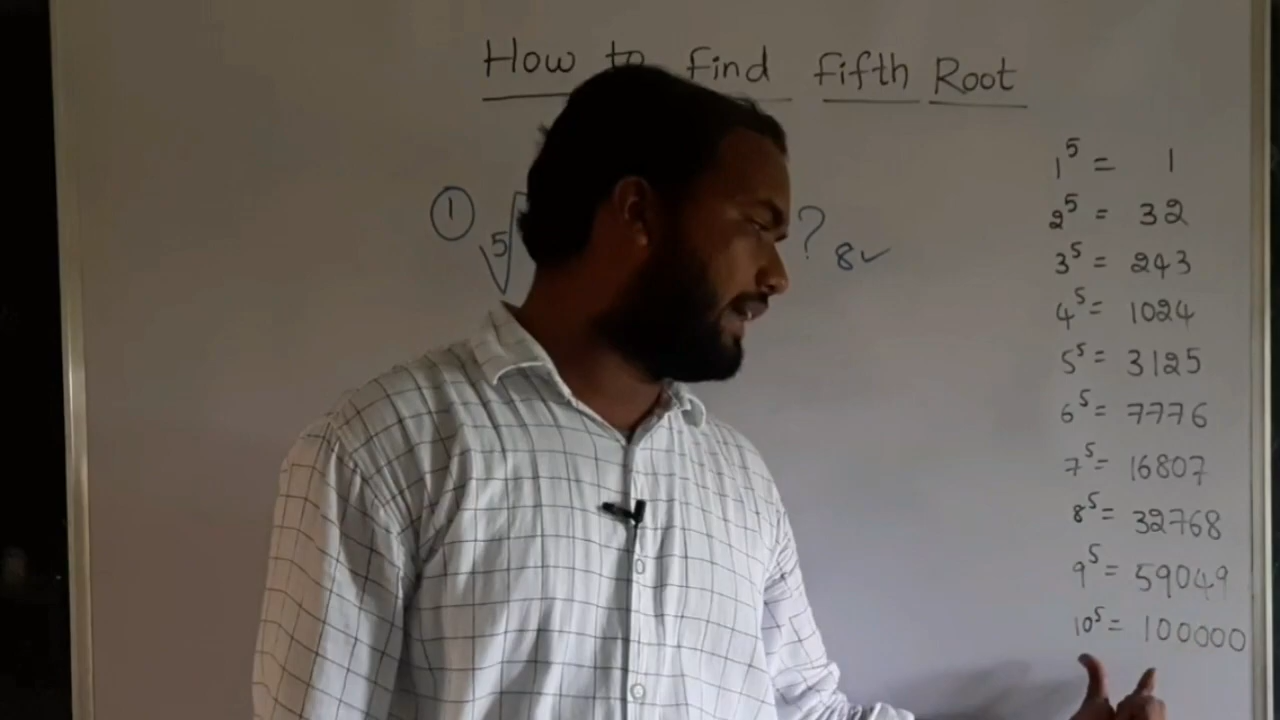 How to Find Fifth Root
① ⁵√ ? 8✓
1⁵ = 1
2⁵ = 32
3⁵ = 243
4⁵ = 1024
5⁵ = 3125
6⁵ = 7776
7⁵ = 16807
8⁵ = 32768
9⁵ = 59049
10⁵ = 100000